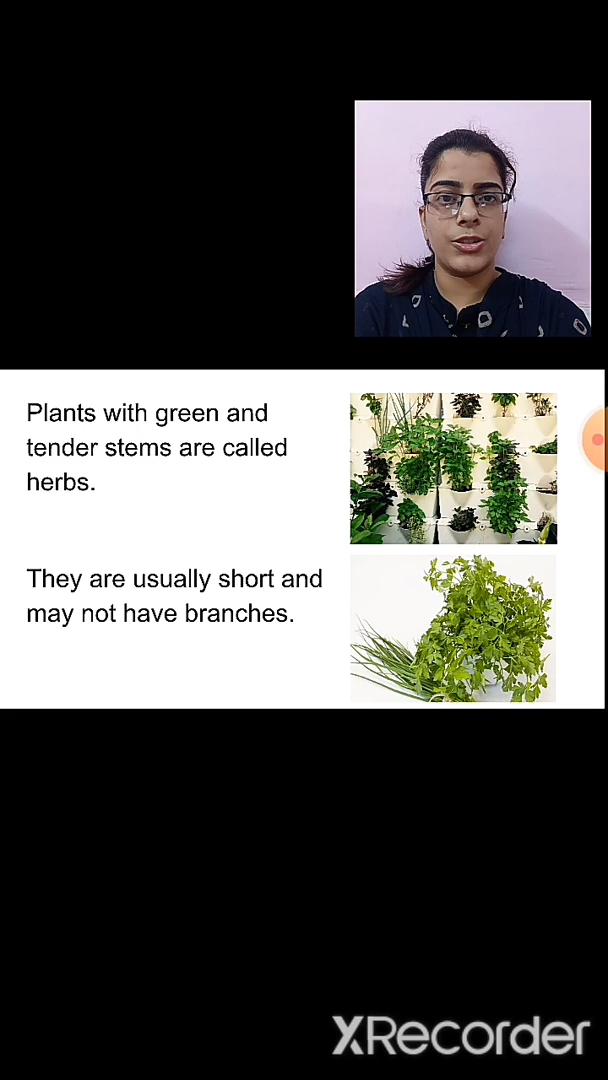 Plants with green and
tender stems are called
herbs.
They are usually short and
may not have branches.
XRecorder